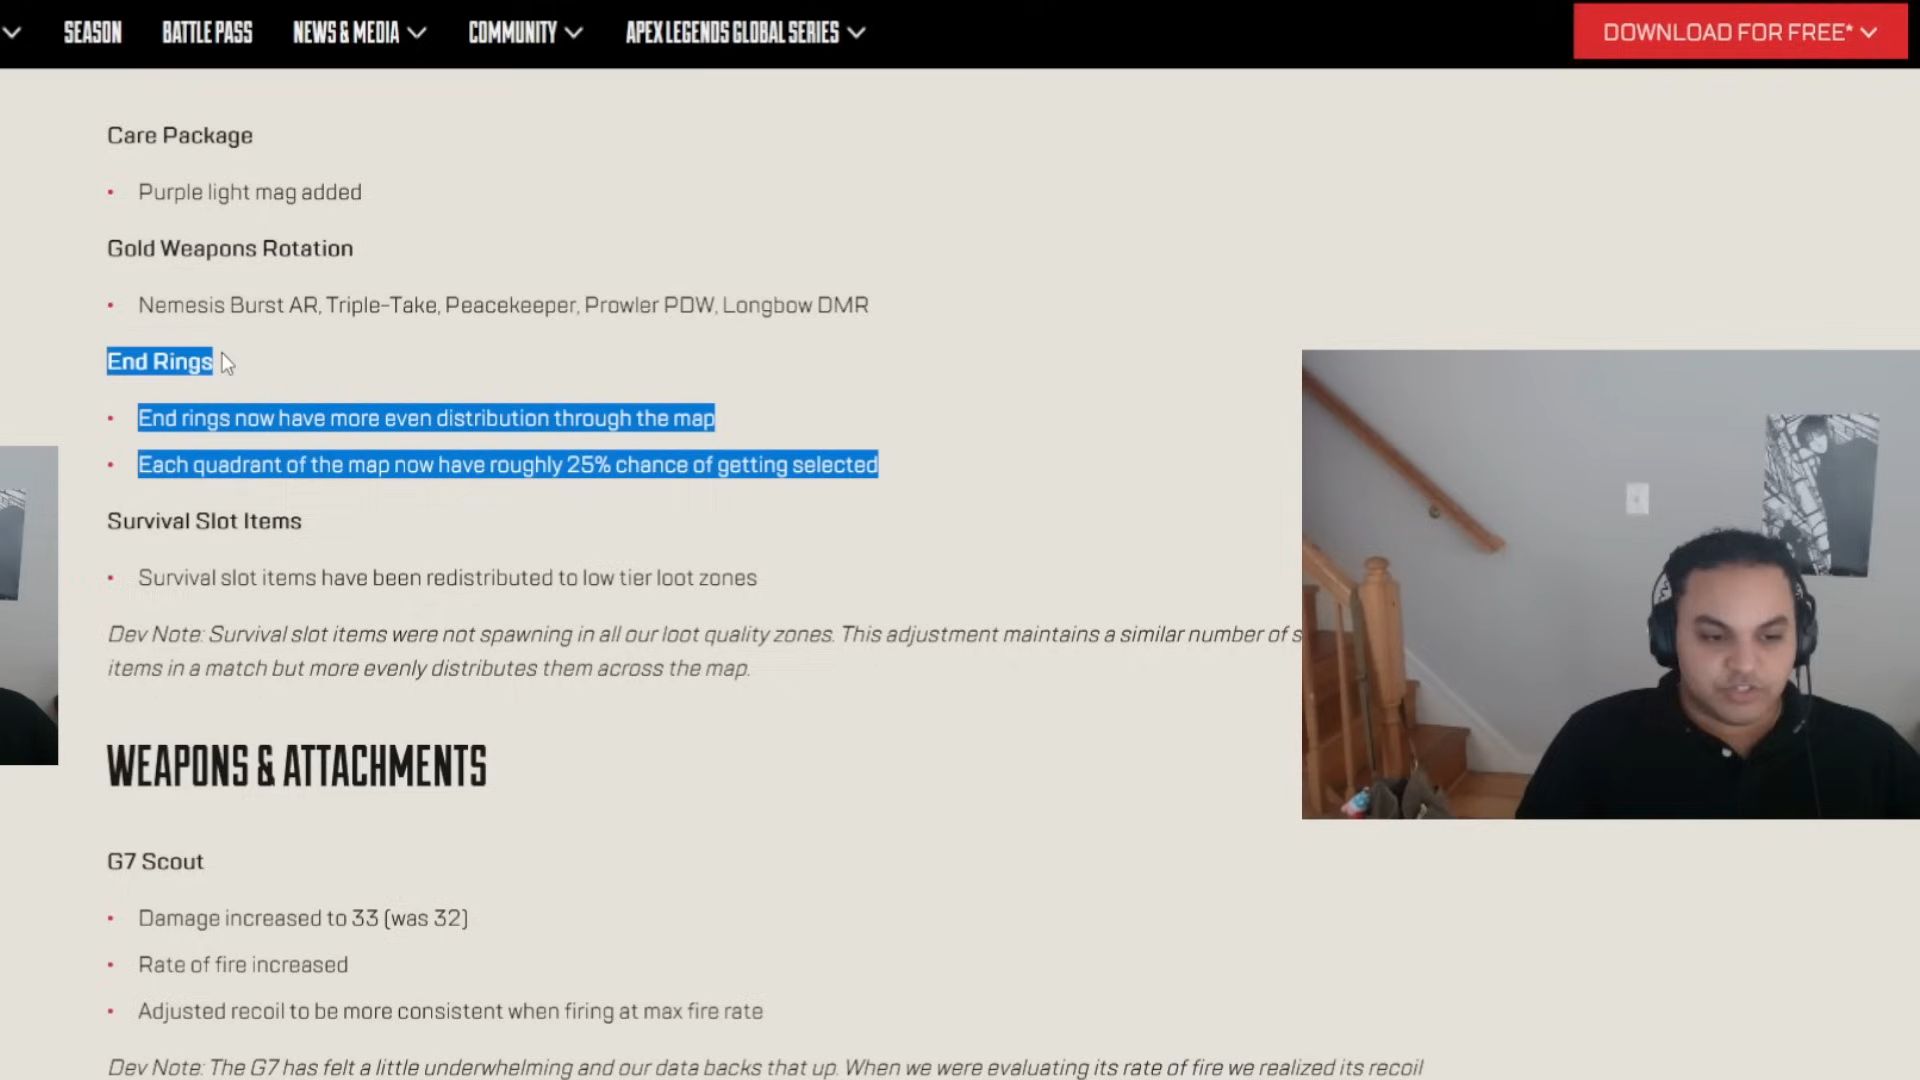 SEASON BATTLE PASS NEWS & MEDIA COMMUNITY APEX LEGENDS GLOBAL SERIES DOWNLOAD FOR FREE*
Care Package
• Purple light mag added
Gold Weapons Rotation
• Nemesis Burst AR, Triple-Take, Peacekeeper, Prowler PDW, Longbow DMR
End Rings
• End rings now have more even distribution through the map
• Each quadrant of the map now have roughly 25% chance of getting selected
Survival Slot Items
• Survival slot items have been redistributed to low tier loot zones
Dev Note: Survival slot items were not spawning in all our loot quality zones. This adjustment maintains a similar number of s
items in a match but more evenly distributes them across the map.
WEAPONS & ATTACHMENTS
G7 Scout
• Damage increased to 33 (was 32)
• Rate of fire increased
• Adjusted recoil to be more consistent when firing at max fire rate
Dev Note: The G7 has felt a little underwhelming and our data backs that up. When we were evaluating its rate of fire we realized its recoil